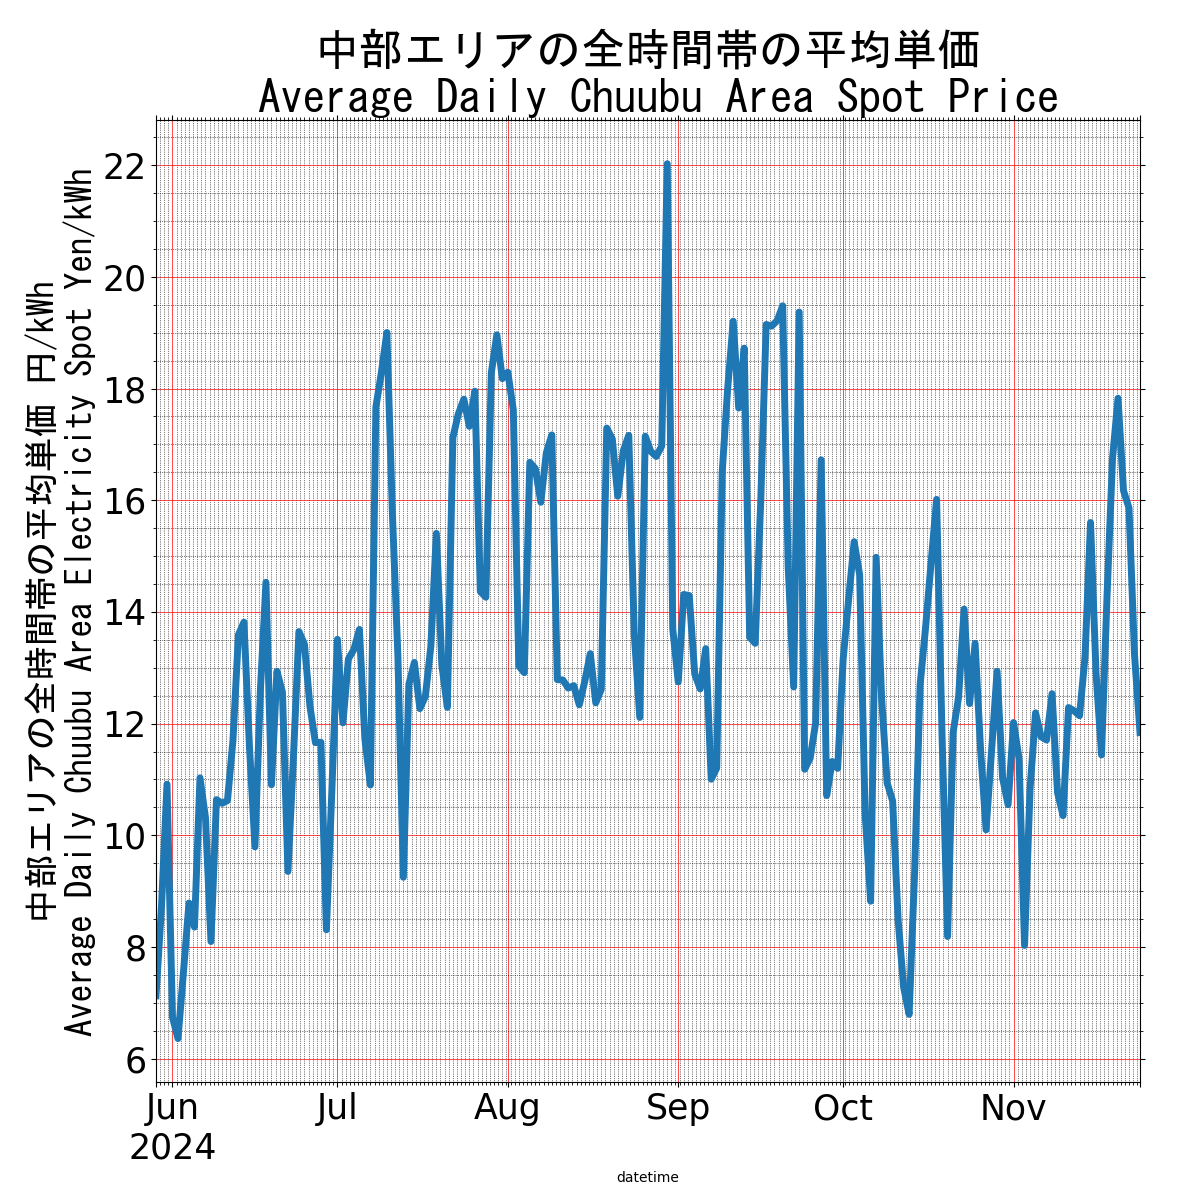 中部エリアの全時間帯の平均単価
Average Daily Chuubu Area Spot Price
中部エリアの全時間帯の平均単価 円/kWh
Average Daily Chuubu Area Electricity Spot Yen/kWh
22
20
18
16
14
12
10
8
6
Jun Jul Aug Sep Oct Nov
2024
datetime